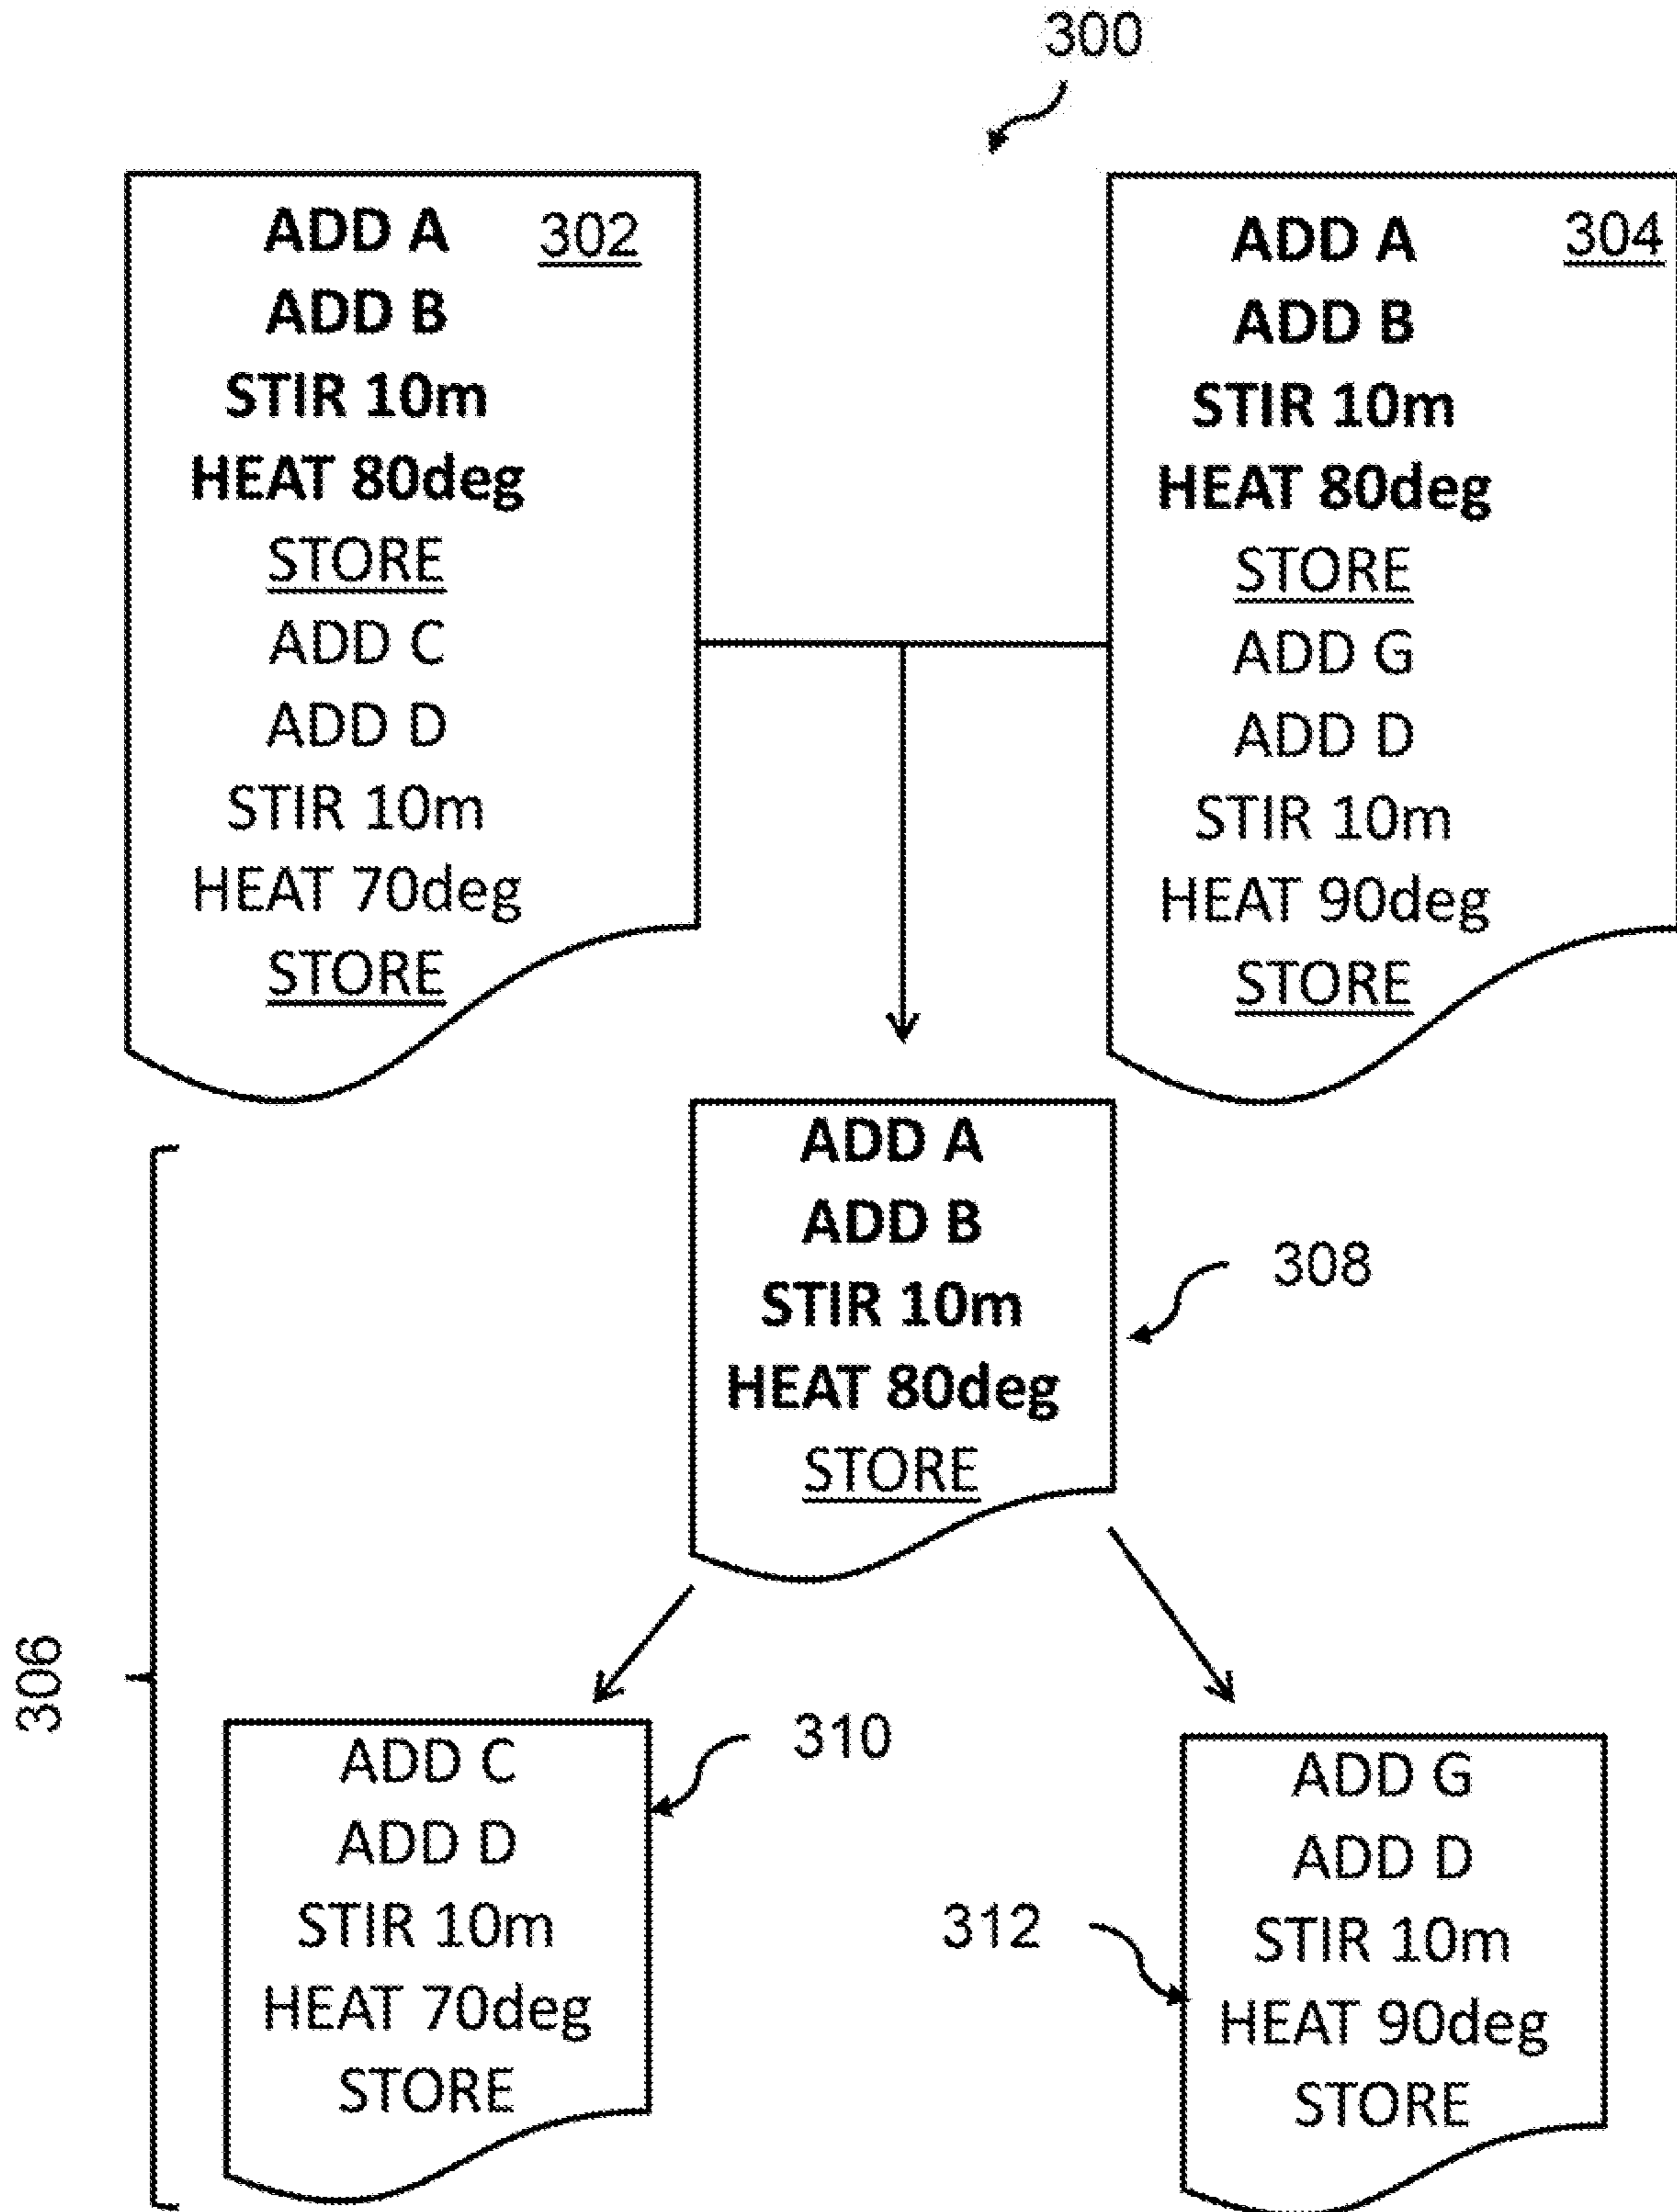 300
ADD A
302
ADD B
STIR 10m
HEAT 80deg
STORE
ADD C
ADD D
STIR 10m
HEAT 70deg
STORE
ADD A
304
ADD B
STIR 10m
HEAT 80deg
STORE
ADD G
ADD D
STIR 10m
HEAT 90deg
STORE
306
ADD A
ADD B
STIR 10m
HEAT 80deg
STORE
308
ADD C
ADD D
STIR 10m
HEAT 70deg
STORE
310
312
ADD G
ADD D
STIR 10m
HEAT 90deg
STORE